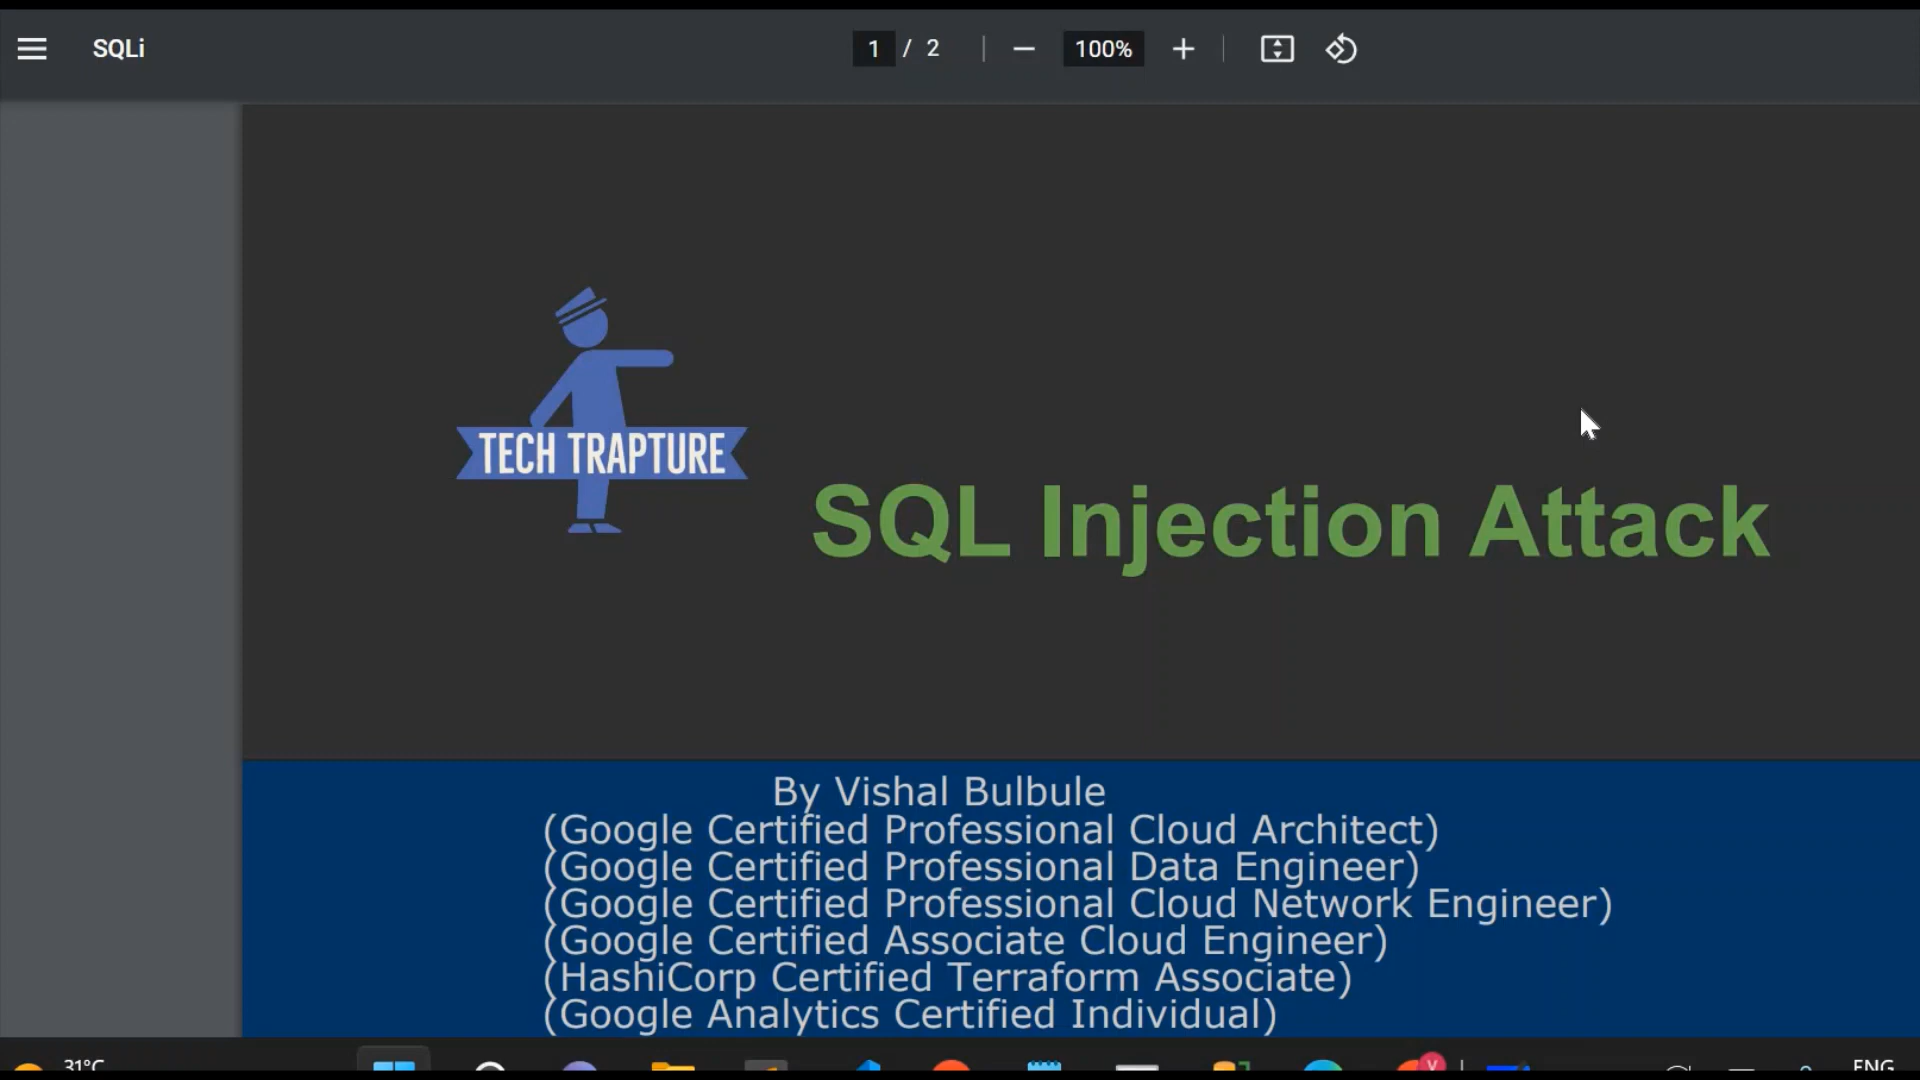 SQLi
1 / 2
100%
TECH TRAPTURE
SQL Injection Attack
By Vishal Bulbule
(Google Certified Professional Cloud Architect)
(Google Certified Professional Data Engineer)
(Google Certified Professional Cloud Network Engineer)
(Google Certified Associate Cloud Engineer)
(HashiCorp Certified Terraform Associate)
(Google Analytics Certified Individual)
31°C
V
ENG